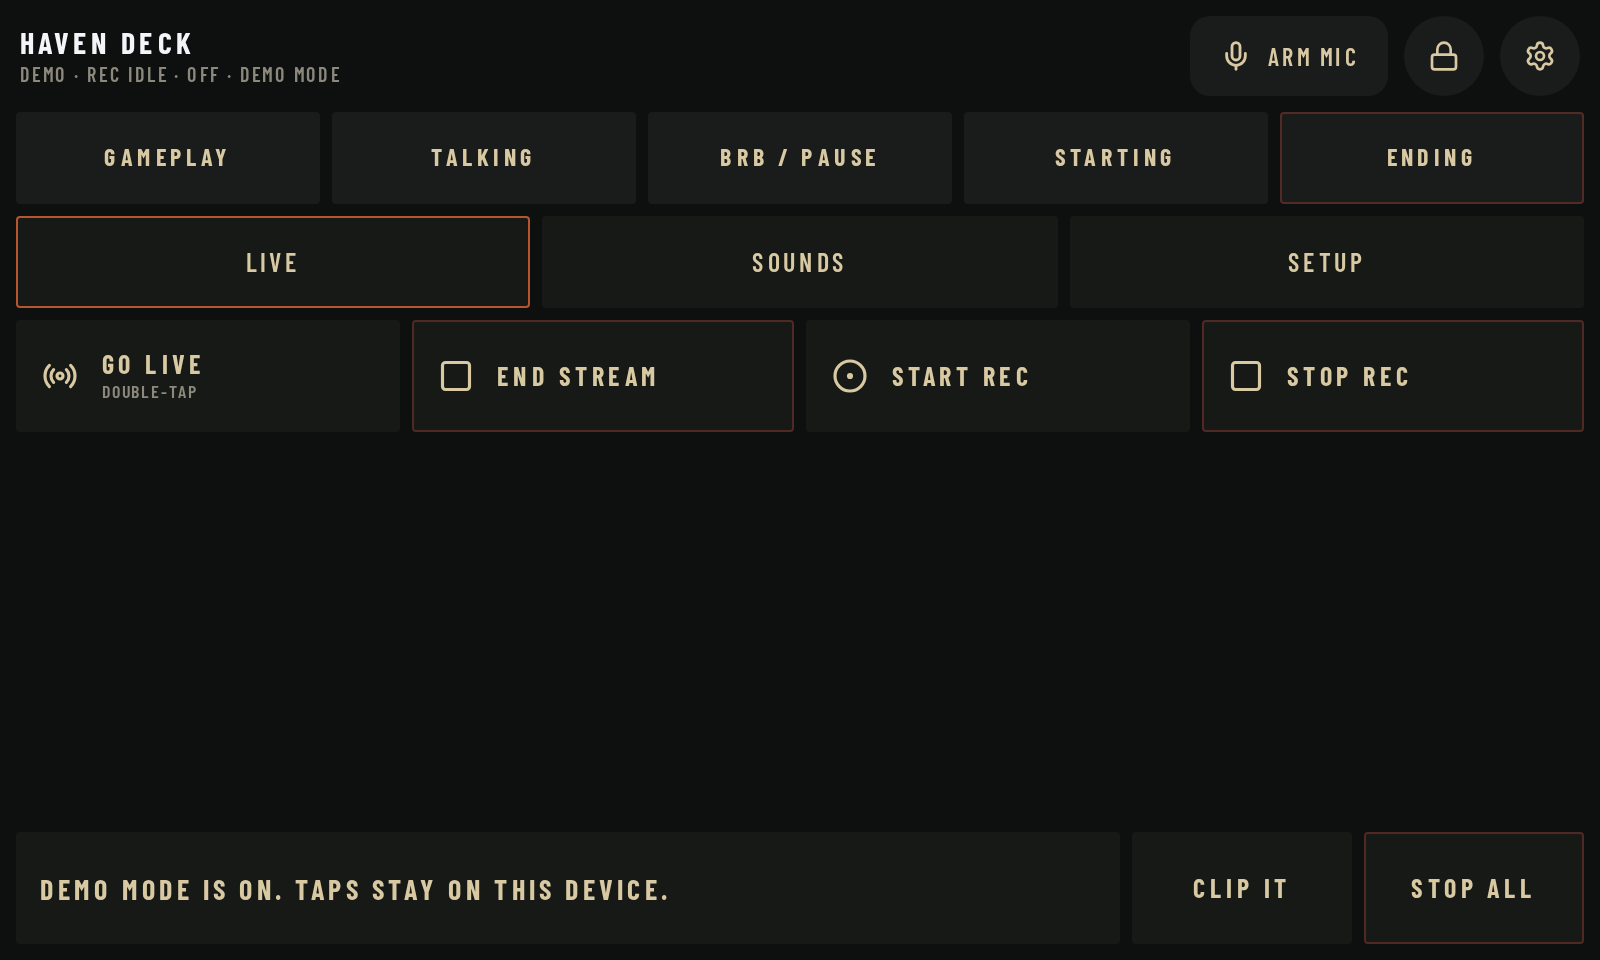 HAVEN DECK
DEMO · REC IDLE · OFF · DEMO MODE
ARM MIC
GAMEPLAY
TALKING
BRB / PAUSE
STARTING
ENDING
LIVE
SOUNDS
SETUP
GO LIVE
DOUBLE-TAP
END STREAM
START REC
STOP REC
DEMO MODE IS ON. TAPS STAY ON THIS DEVICE.
CLIP IT
STOP ALL